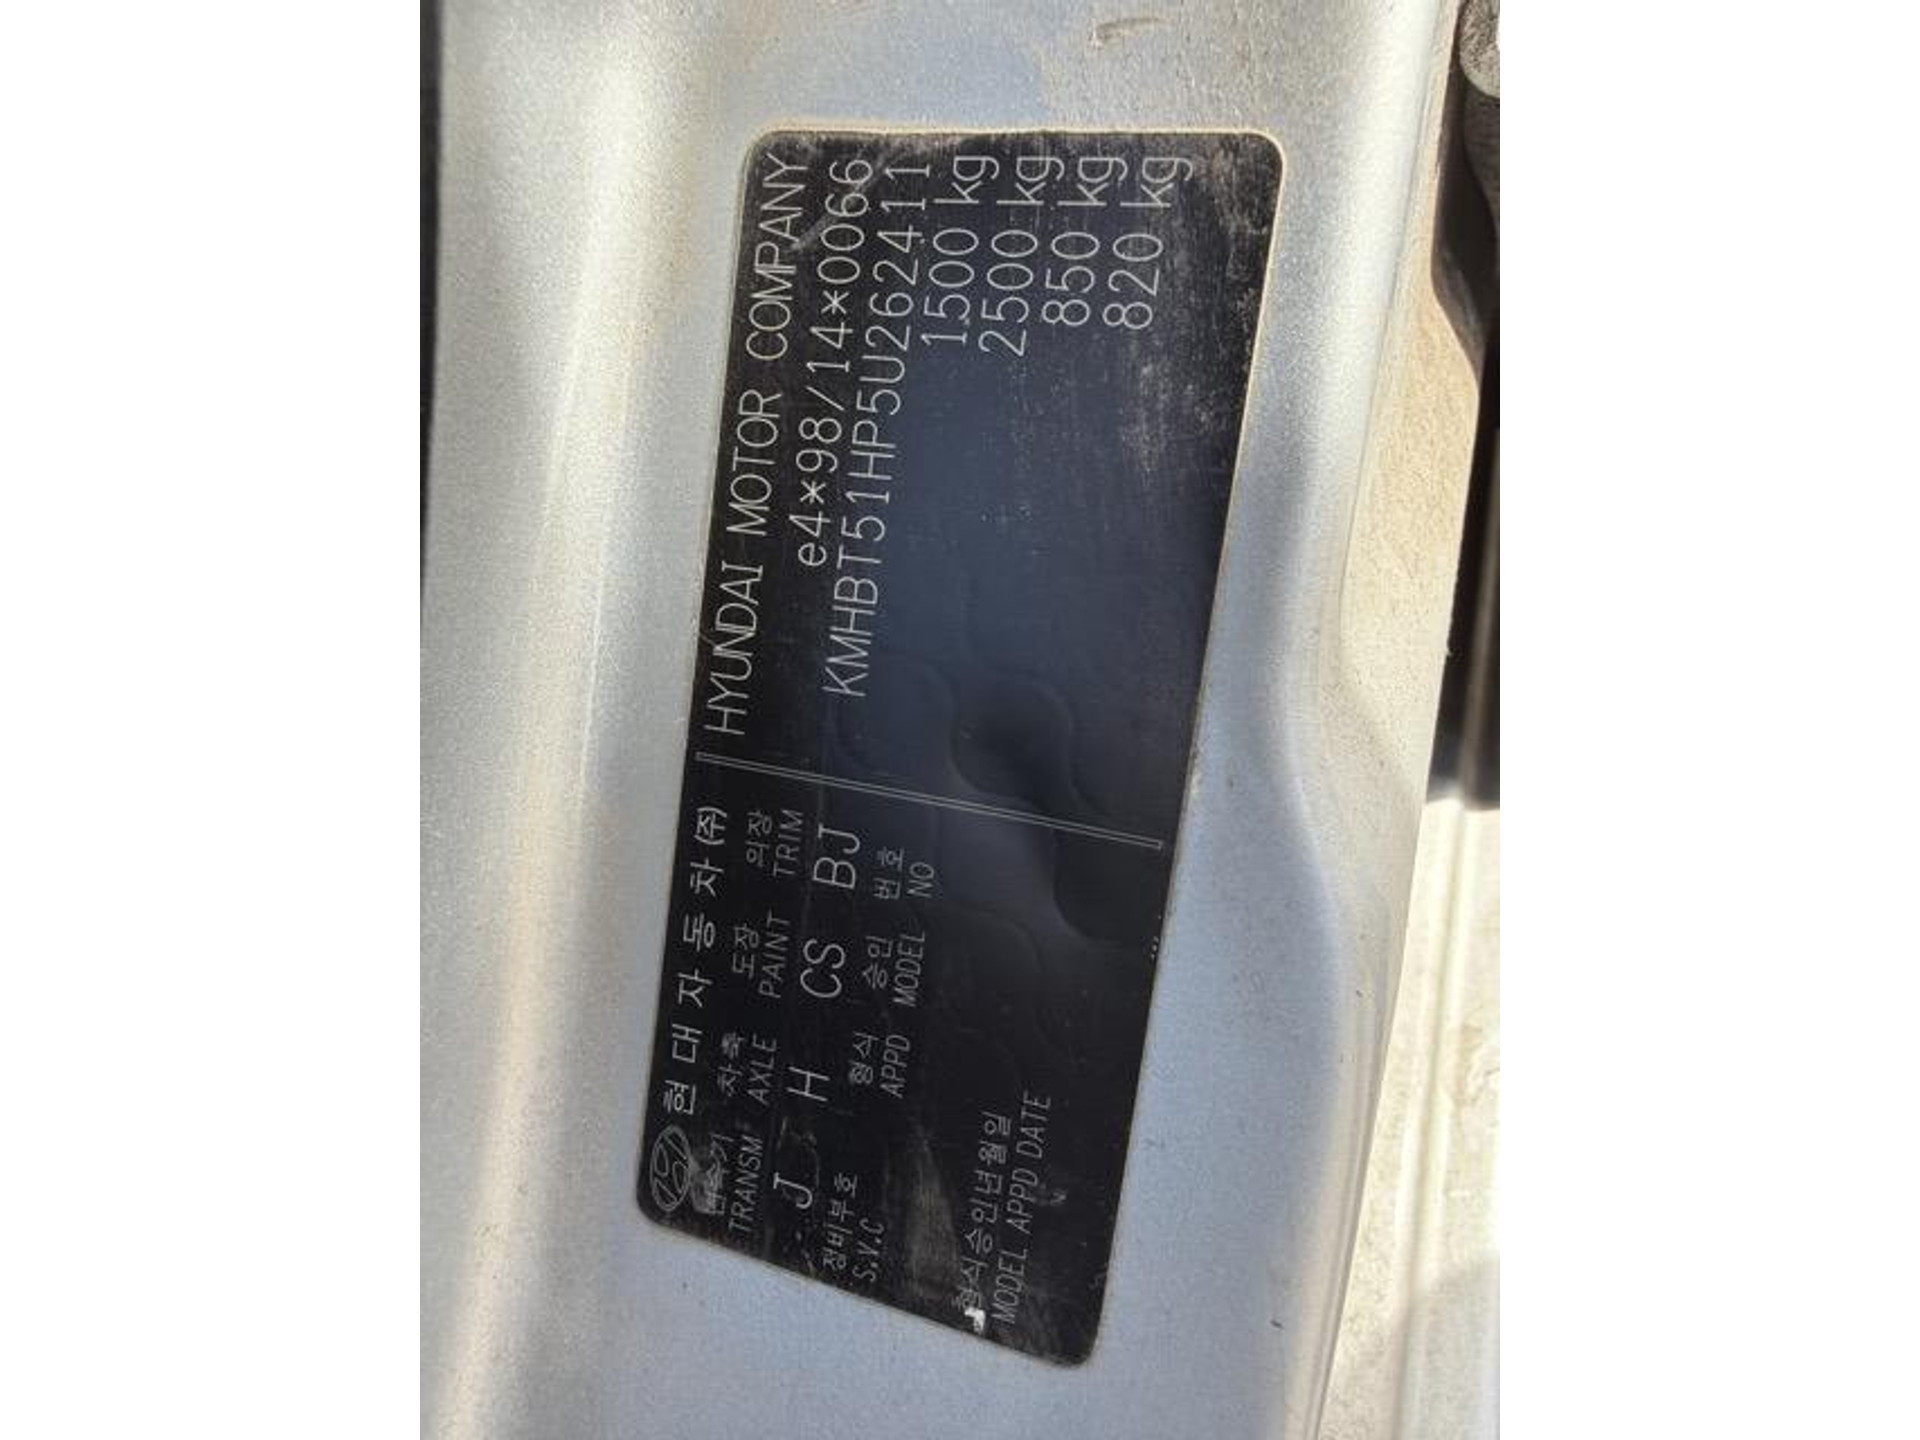 현대자동차(주)
HYUNDAI MOTOR COMPANY
변속기 차축 도장 의장
TRANSM' AXLE PAINT TRIM
e4*98/14*0066
J H CS BJ
KMHBT51HP5U262411
정비부호 형식 승인 번호
S.V.C APPD MODEL NO
1500 kg
2500 kg
850 kg
820 kg
형식승인년월일
MODEL APPD DATE